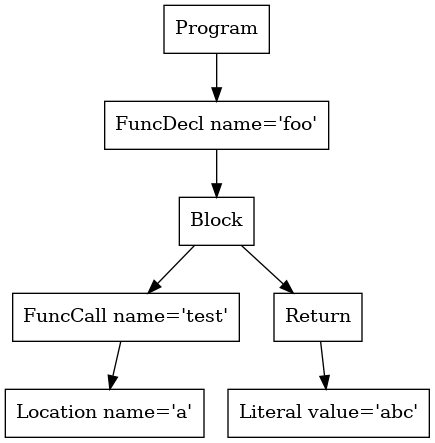 Program
FuncDecl name='foo'
Block
FuncCall name='test'
Return
Location name='a'
Literal value='abc'